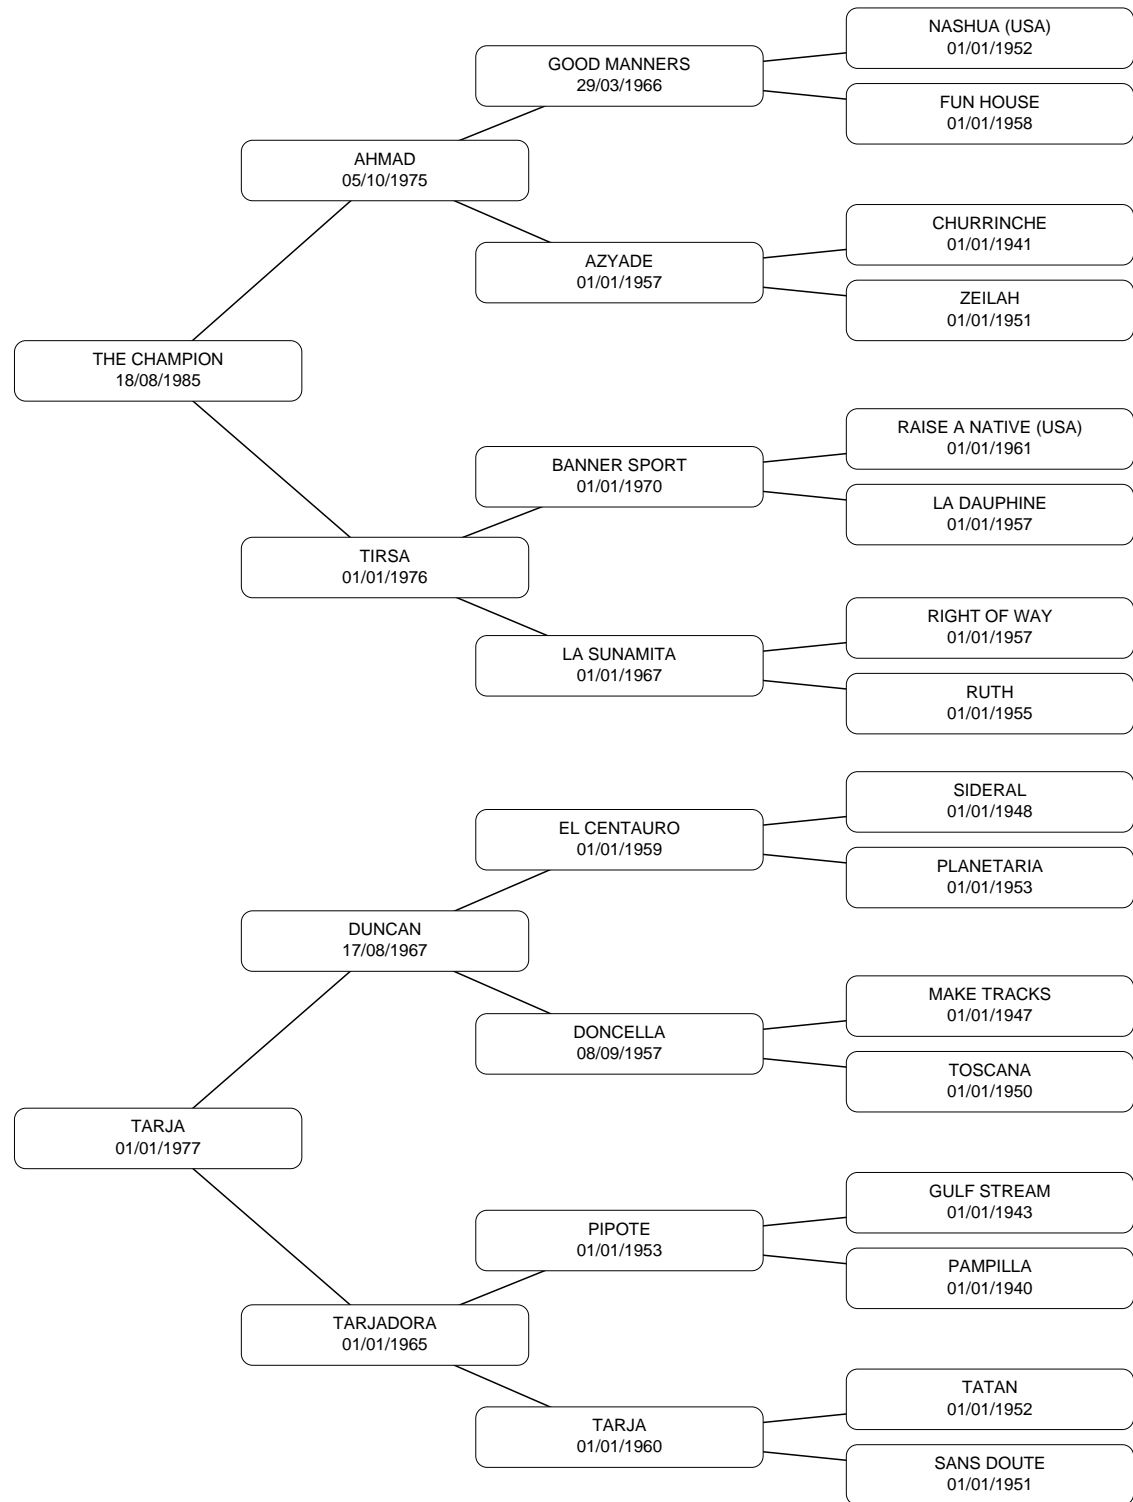 NASHUA (USA)
01/01/1952
GOOD MANNERS
29/03/1966
FUN HOUSE
01/01/1958
AHMAD
05/10/1975
CHURRINCHE
01/01/1941
AZYADE
01/01/1957
ZEILAH
01/01/1951
THE CHAMPION
18/08/1985
RAISE A NATIVE (USA)
01/01/1961
BANNER SPORT
01/01/1970
LA DAUPHINE
01/01/1957
TIRSA
01/01/1976
RIGHT OF WAY
01/01/1957
LA SUNAMITA
01/01/1967
RUTH
01/01/1955
SIDERAL
01/01/1948
EL CENTAURO
01/01/1959
PLANETARIA
01/01/1953
DUNCAN
17/08/1967
MAKE TRACKS
01/01/1947
DONCELLA
08/09/1957
TOSCANA
01/01/1950
TARJA
01/01/1977
GULF STREAM
01/01/1943
PIPOTE
01/01/1953
PAMPILLA
01/01/1940
TARJADORA
01/01/1965
TATAN
01/01/1952
TARJA
01/01/1960
SANS DOUTE
01/01/1951